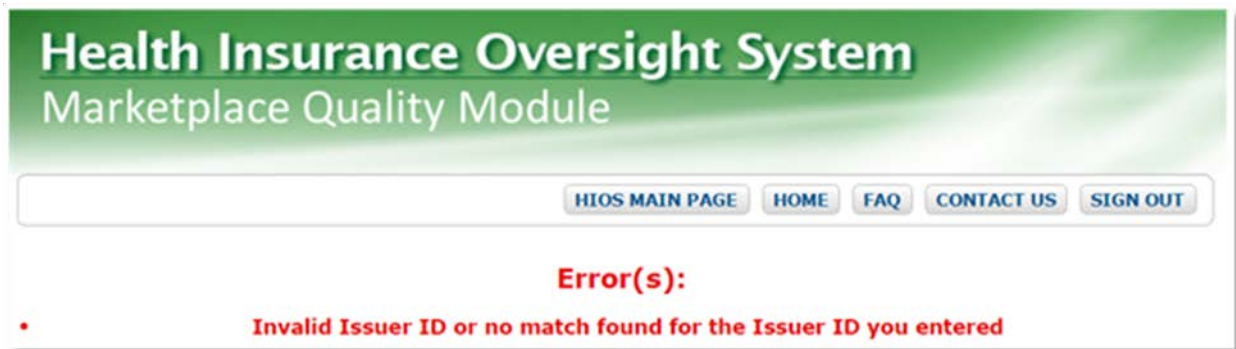 Health Insurance Oversight System
Marketplace Quality Module
HIOS MAIN PAGE HOME FAQ CONTACT US SIGN OUT
Error(s):
• Invalid Issuer ID or no match found for the Issuer ID you entered